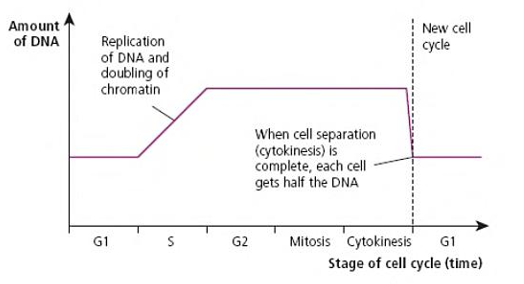 Amount
of DNA
Replication
of DNA and
doubling of
chromatin
New cell
cycle
When cell separation
(cytokinesis) is
complete, each cell
gets half the DNA
G1 S G2 Mitosis Cytokinesis G1
Stage of cell cycle (time)